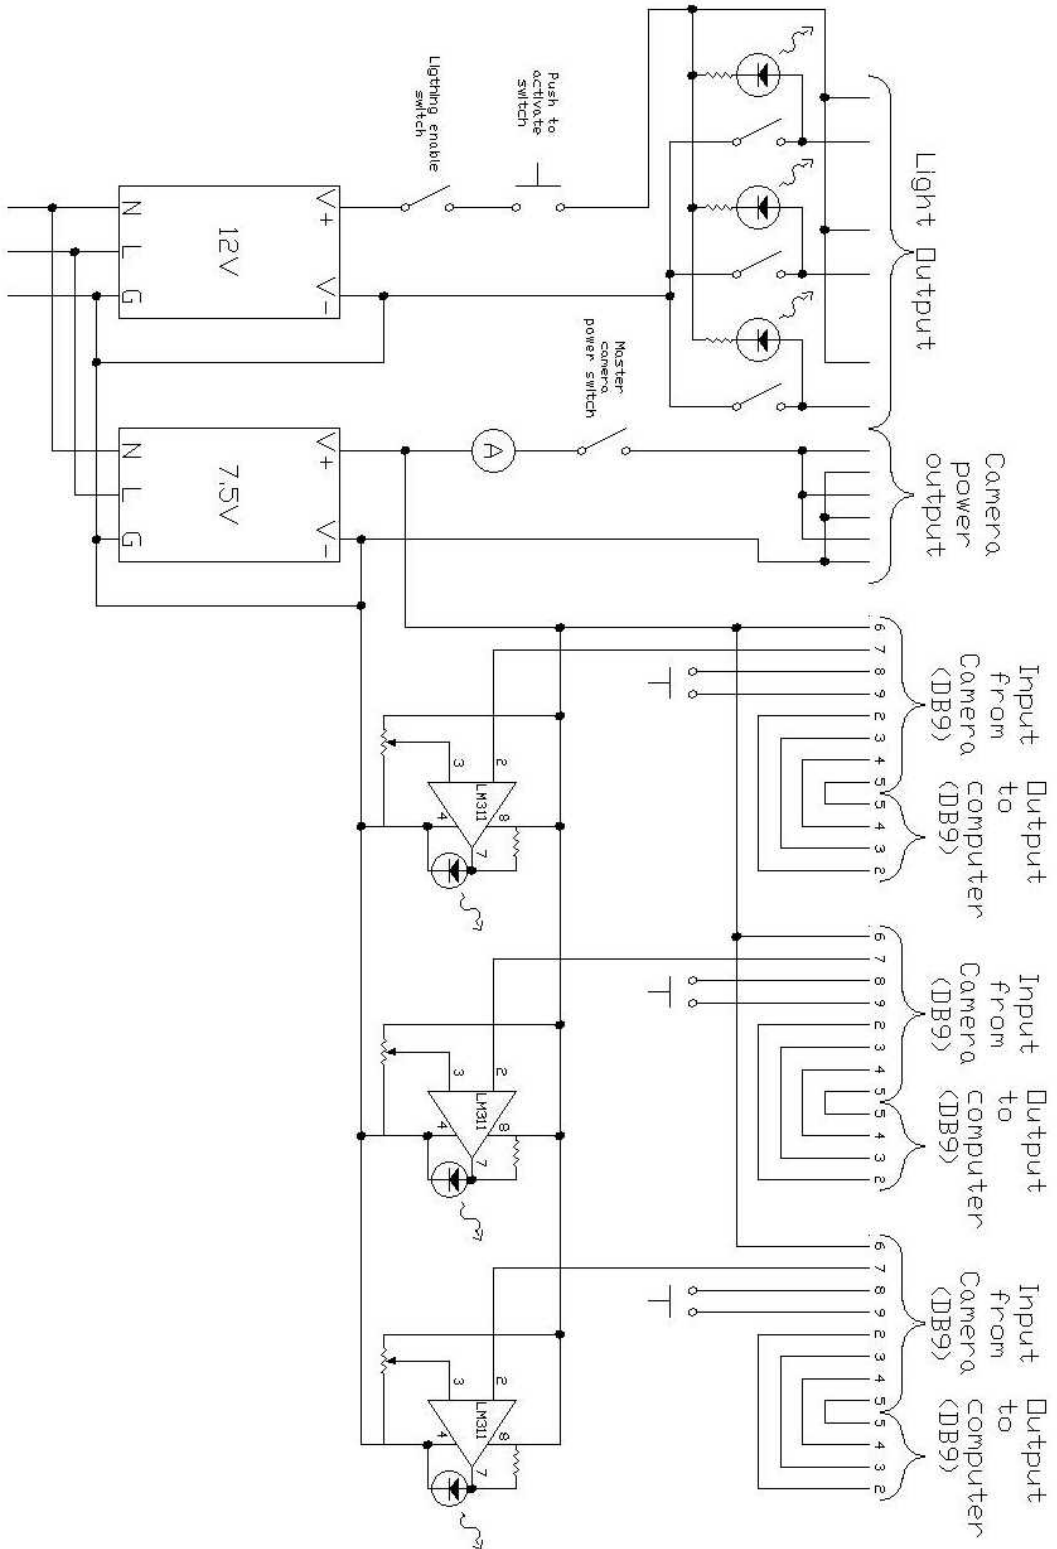 Light Output
Camera
power
output
Input
from
Camera
(DB9)
Output
to
computer
(DB9)
Input
from
Camera
(DB9)
Output
to
computer
(DB9)
Input
from
Camera
(DB9)
Output
to
computer
(DB9)
6 7 8 9 2 3 4 5 5 4 3 2
6 7 8 9 2 3 4 5 5 4 3 2
6 7 8 9 2 3 4 5 5 4 3 2
Master
camera
power switch
Push to
activate
switch
Ligthing enable
switch
A
2
8
LM311
7
3
4
2
8
LM311
7
3
4
2
8
LM311
7
3
4
V+ V-
12V
N L G
V+ V-
7.5V
N L G